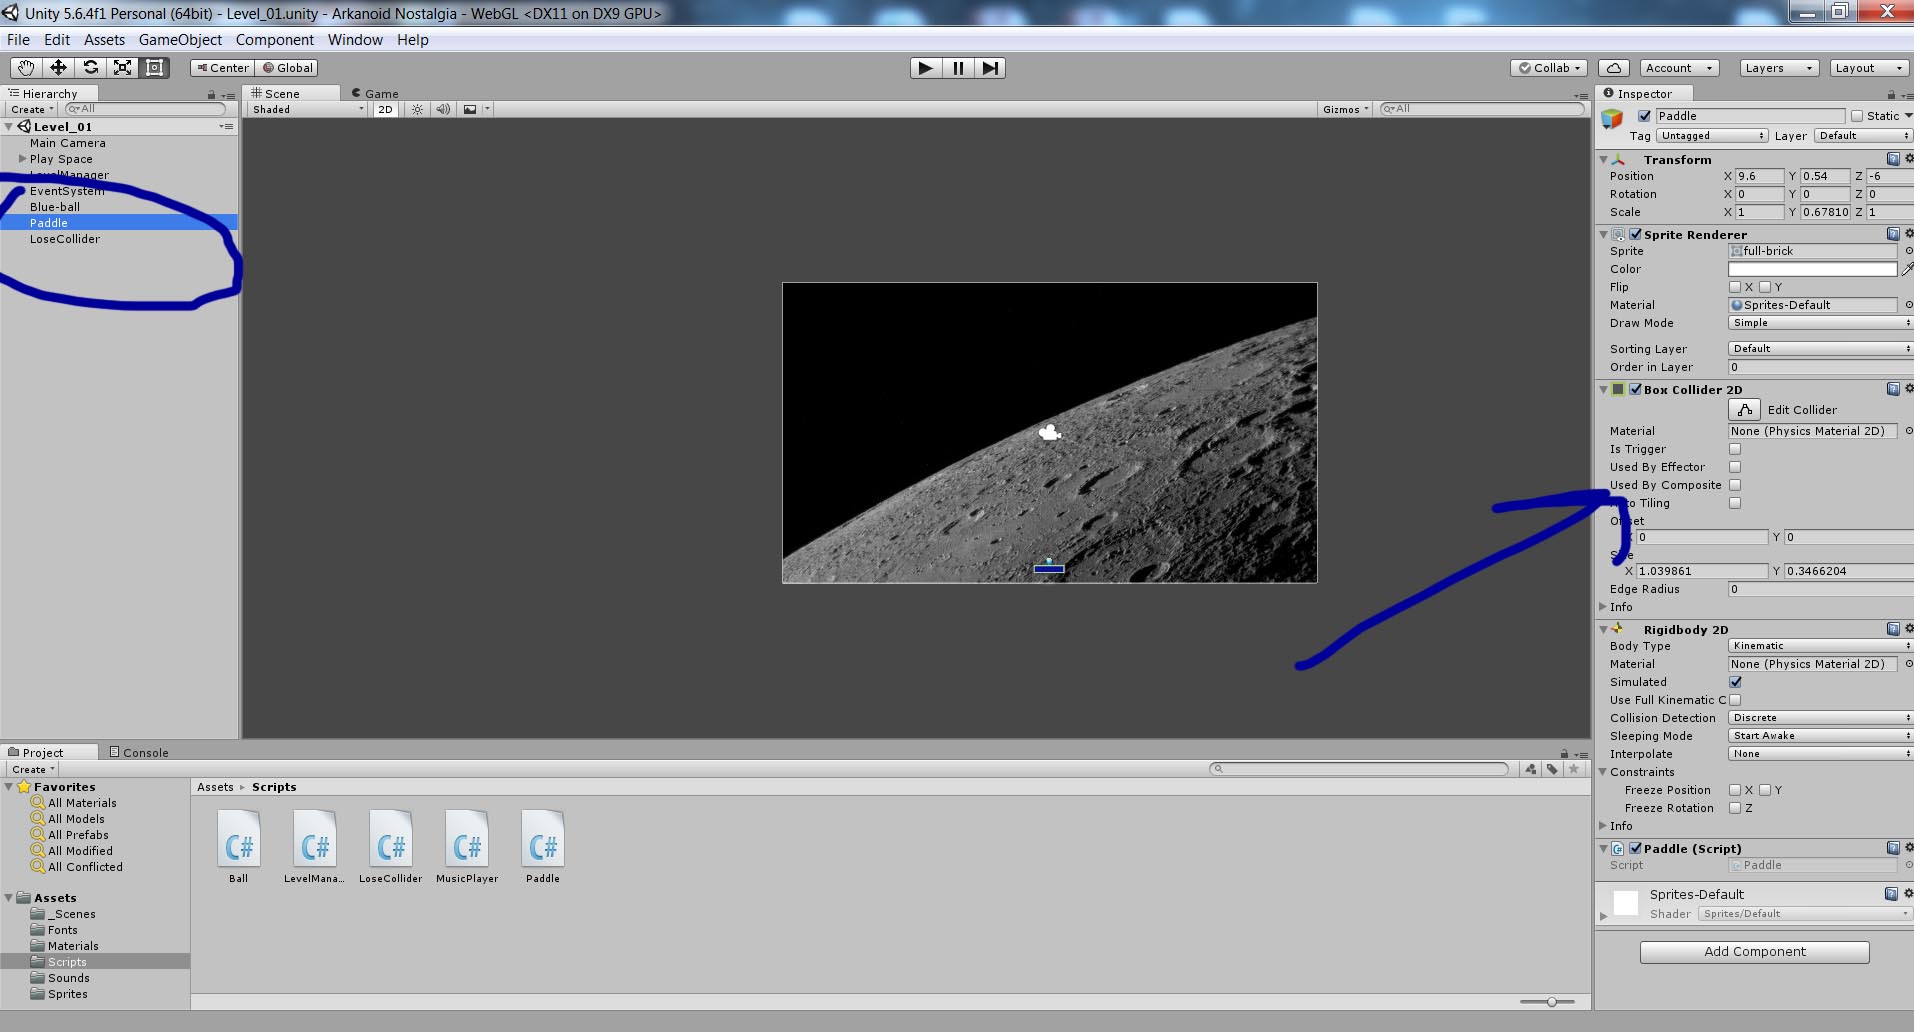 Unity 5.6.4f1 Personal (64bit) - Level_01.unity - Arkanoid Nostalgia - WebGL <DX11 on DX9 GPU>
File Edit Assets GameObject Component Window Help
Center Global Collab Account Layers Layout
Hierarchy
Create All
Level_01
Main Camera
Play Space
LevelManager
EventSystem
Blue-ball
Paddle
LoseCollider
Scene Game
Shaded 2D Gizmos All
Inspector
Paddle Static
Tag Untagged Layer Default
Transform
Position X 9.6 Y 0.54 Z -6
Rotation X 0 Y 0 Z 0
Scale X 1 Y 0.67810 Z 1
Sprite Renderer
Sprite full-brick
Color
Flip X Y
Material Sprites-Default
Draw Mode Simple
Sorting Layer Default
Order in Layer 0
Box Collider 2D
Edit Collider
Material None (Physics Material 2D)
Is Trigger
Used By Effector
Used By Composite
Tiling
X 0 Y 0
X 1.039861 Y 0.3466204
Edge Radius 0
Info
Rigidbody 2D
Body Type Kinematic
Material None (Physics Material 2D)
Simulated
Use Full Kinematic C
Collision Detection Discrete
Sleeping Mode Start Awake
Interpolate None
Constraints
Freeze Position X Y
Freeze Rotation Z
Info
Paddle (Script)
Script Paddle
Sprites-Default
Shader Sprites/Default
Add Component
Project Console
Create
Favorites
All Materials
All Models
All Prefabs
All Modified
All Conflicted
Assets
_Scenes
Fonts
Materials
Scripts
Sounds
Sprites
Assets Scripts
C# C# C# C# C#
Ball LevelMana... LoseCollider MusicPlayer Paddle